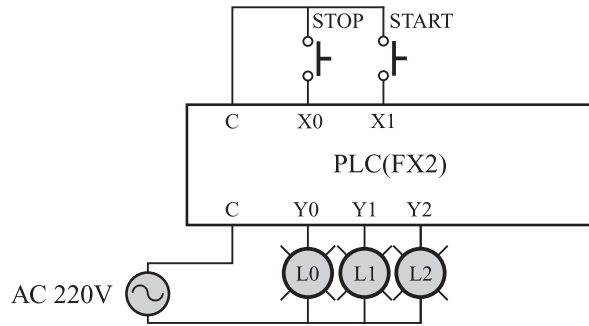 STOP START
C X0 X1
PLC(FX2)
C Y0 Y1 Y2
L0 L1 L2
AC 220V